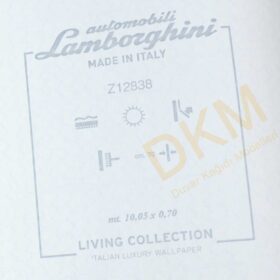 automobili
Lamborghini
MADE IN ITALY
Z12838
DKM
Duvar Kağıdı Modelleri
mt. 10,05 x 0,70
LIVING COLLECTION
ITALIAN LUXURY WALLPAPER